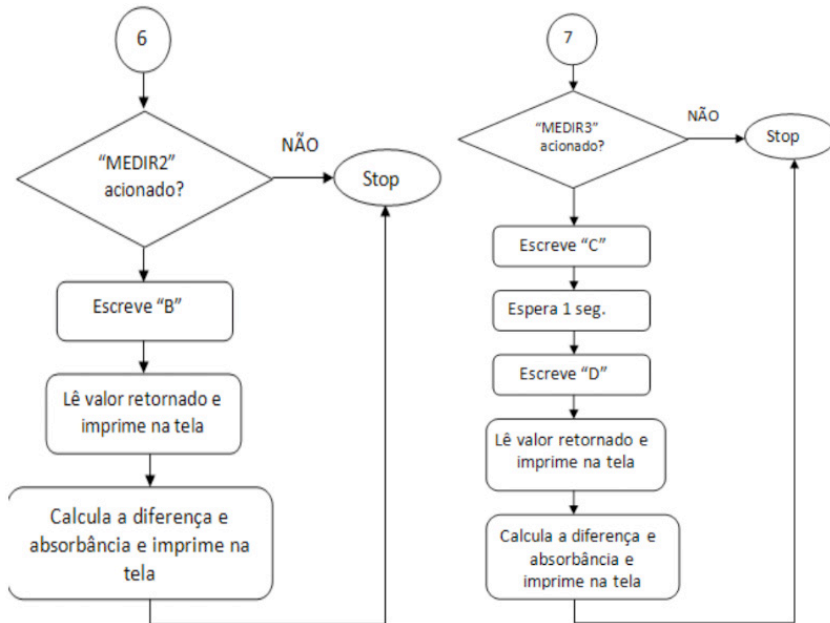 6
“MEDIR2”
acionado?
NÃO
Stop
Escreve “B”
Lê valor retornado e
imprime na tela
Calcula a diferença e
absorbância e imprime na
tela
7
“MEDIR3”
acionado?
NÃO
Stop
Escreve “C”
Espera 1 seg.
Escreve “D”
Lê valor retornado e
imprime na tela
Calcula a diferença e
absorbância e
imprime na tela